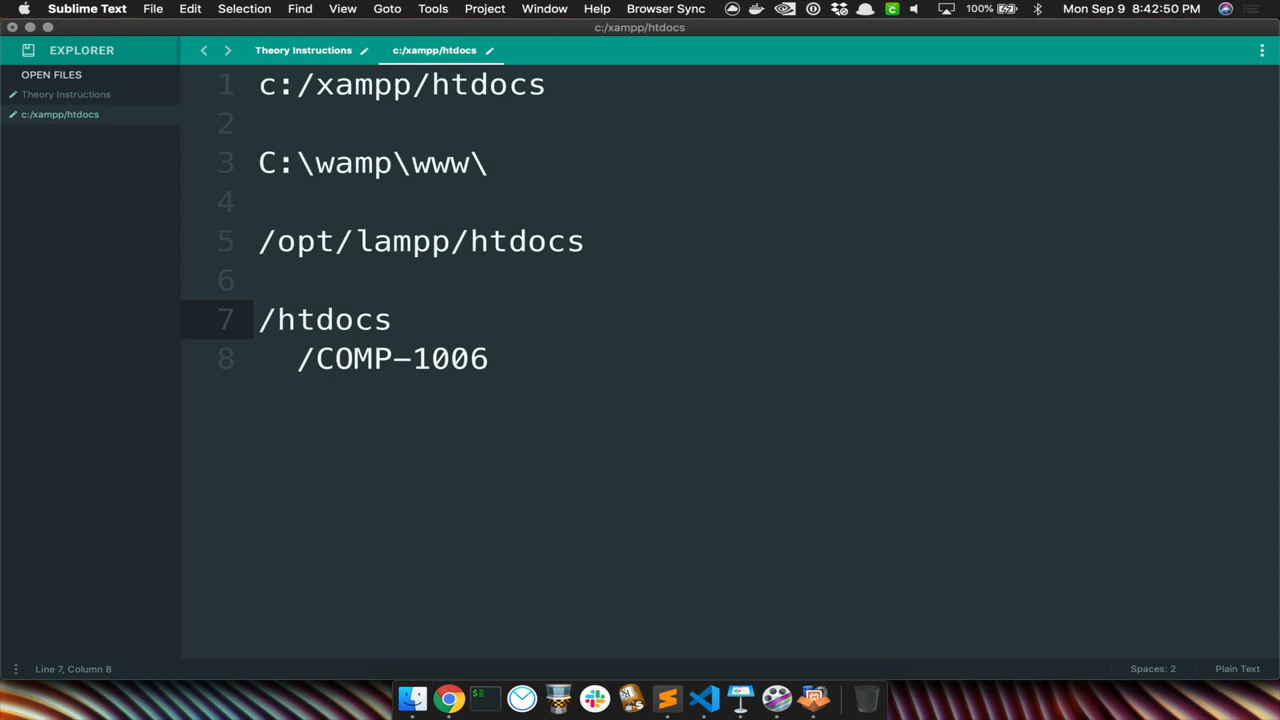 Sublime Text File Edit Selection Find View Goto Tools Project Window Help Browser Sync 100% Mon Sep 9 8:42:50 PM
c:/xampp/htdocs
EXPLORER
Theory Instructions
c:/xampp/htdocs
OPEN FILES
Theory Instructions
c:/xampp/htdocs
1 c:/xampp/htdocs
2
3 C:\wamp\www\
4
5 /opt/lampp/htdocs
6
7 /htdocs
8 /COMP-1006
Line 7, Column 8
Spaces: 2
Plain Text